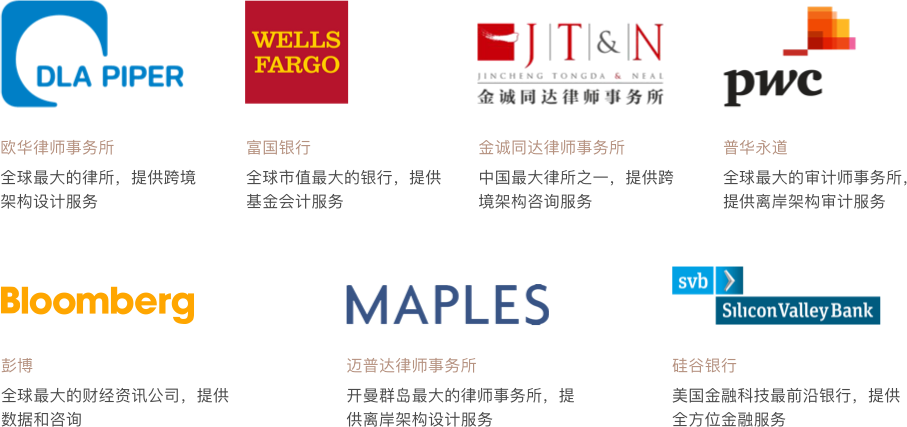 DLA PIPER
WELLS
FARGO
J|T|&|N
JINCHENG TONGDA & NEAL
金诚同达律师事务所
pwc
欧华律师事务所
富国银行
金诚同达律师事务所
普华永道
全球最大的律所，提供跨境
架构设计服务
全球市值最大的银行，提供
基金会计服务
中国最大律所之一，提供跨
境架构咨询服务
全球最大的审计师事务所，
提供离岸架构审计服务
Bloomberg
MAPLES
svb
Silicon Valley Bank
彭博
迈普达律师事务所
硅谷银行
全球最大的财经资讯公司，提供
数据和咨询
开曼群岛最大的律师事务所，提
供离岸架构设计服务
美国金融科技最前沿银行，提供
全方位金融服务